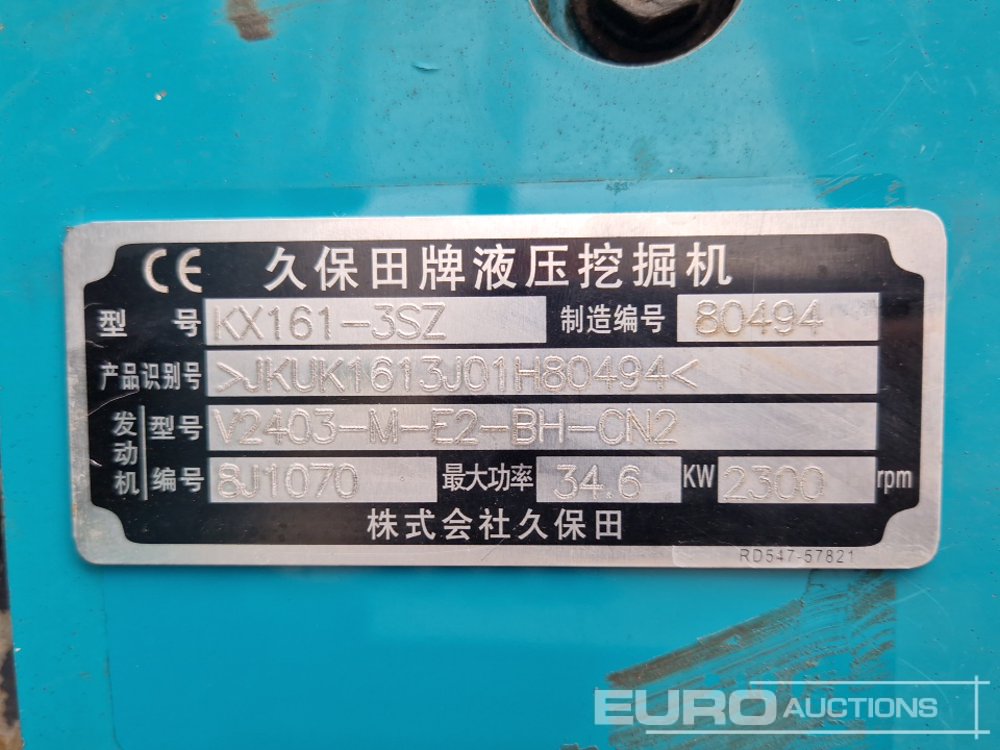 CE 久保田牌液压挖掘机
型号 KX161-3SZ 制造编号 80494
产品识别号 >JKUK1613J01H80494<
发动机 型号 V2403-M-E2-BH-CN2
编号 8J1070 最大功率 34.6 KW 2300 rpm
株式会社久保田
RD547-57821
EURO AUCTIONS